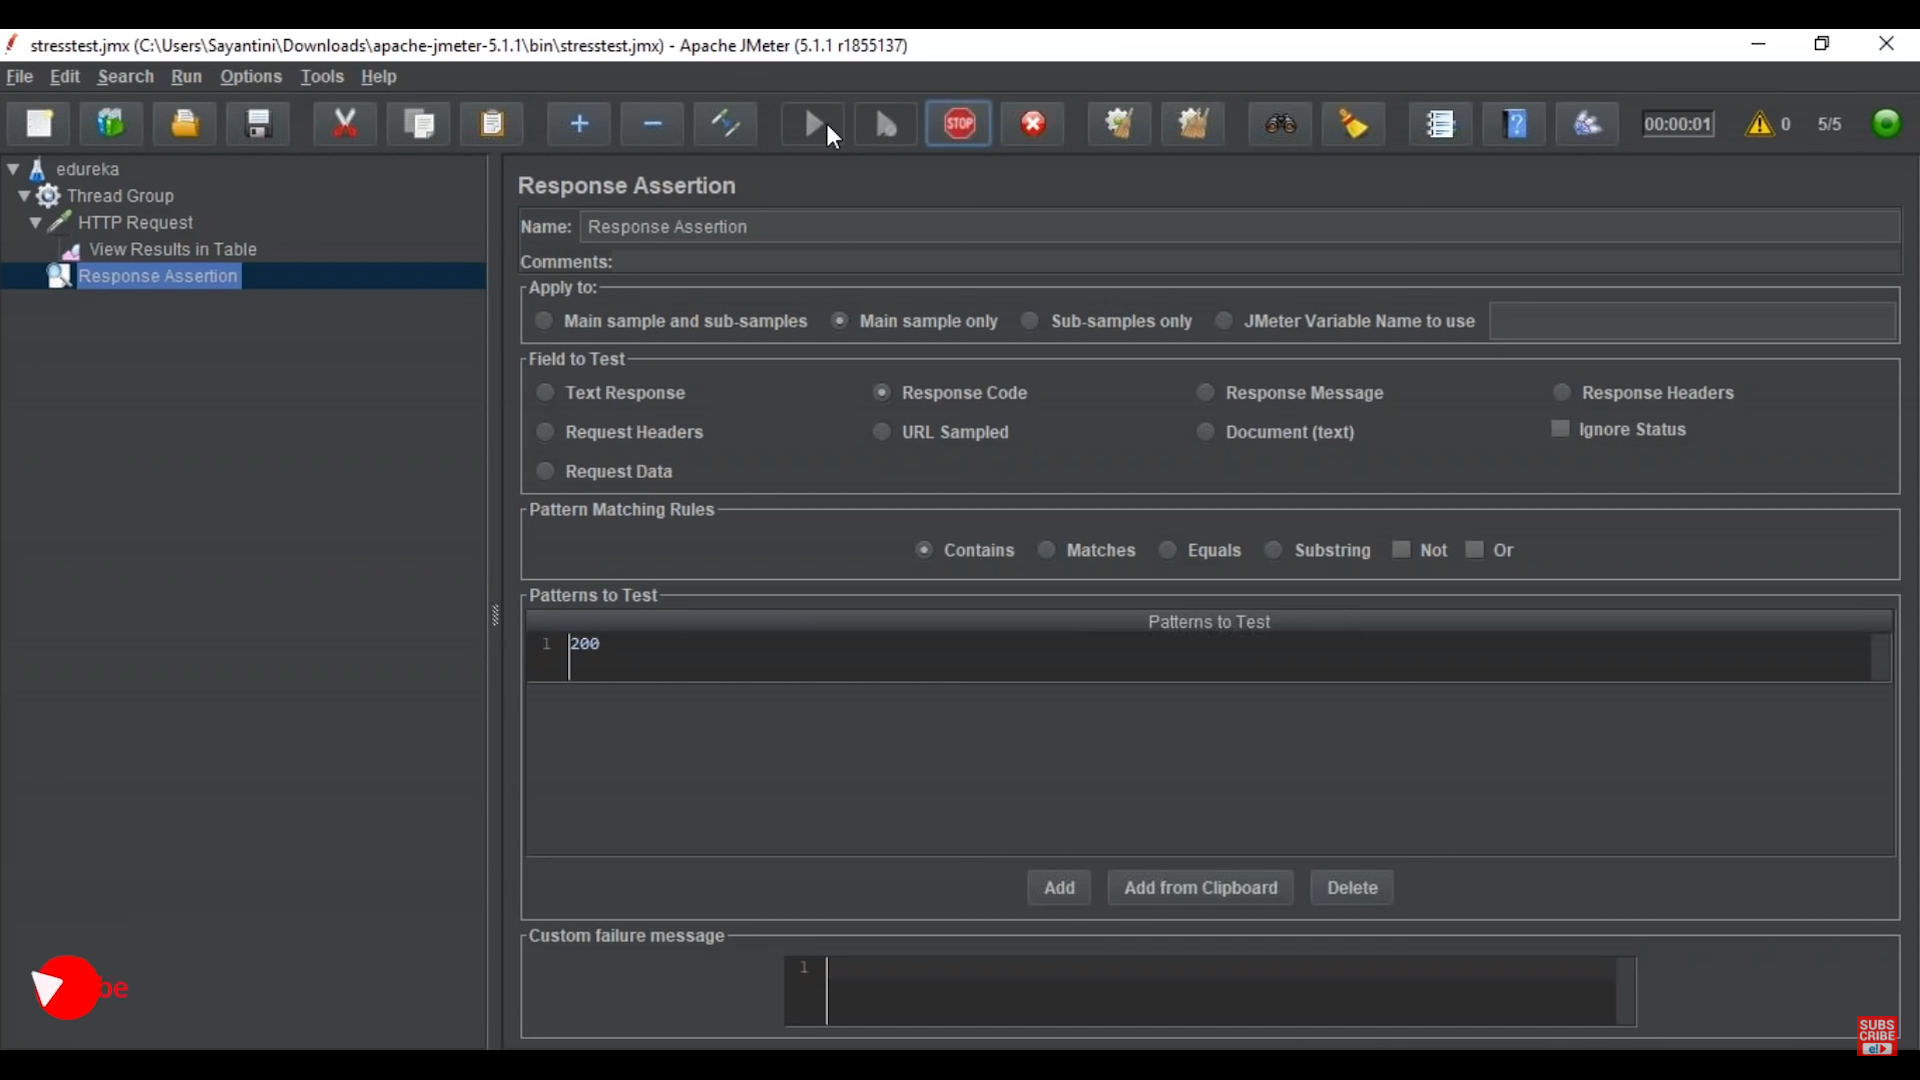 stresstest.jmx (C:\Users\Sayantini\Downloads\apache-jmeter-5.1.1\bin\stresstest.jmx) - Apache JMeter (5.1.1 r1855137)
File Edit Search Run Options Tools Help
STOP 00:00:01 0 5/5
edureka
Thread Group
HTTP Request
View Results in Table
Response Assertion
Response Assertion
Name: Response Assertion
Comments:
Apply to:
Main sample and sub-samples Main sample only Sub-samples only JMeter Variable Name to use
Field to Test
Text Response Response Code Response Message Response Headers
Request Headers URL Sampled Document (text) Ignore Status
Request Data
Pattern Matching Rules
Contains Matches Equals Substring Not Or
Patterns to Test
Patterns to Test
1 200
Add Add from Clipboard Delete
Custom failure message
1
be
SUBS
CRIBE
e!